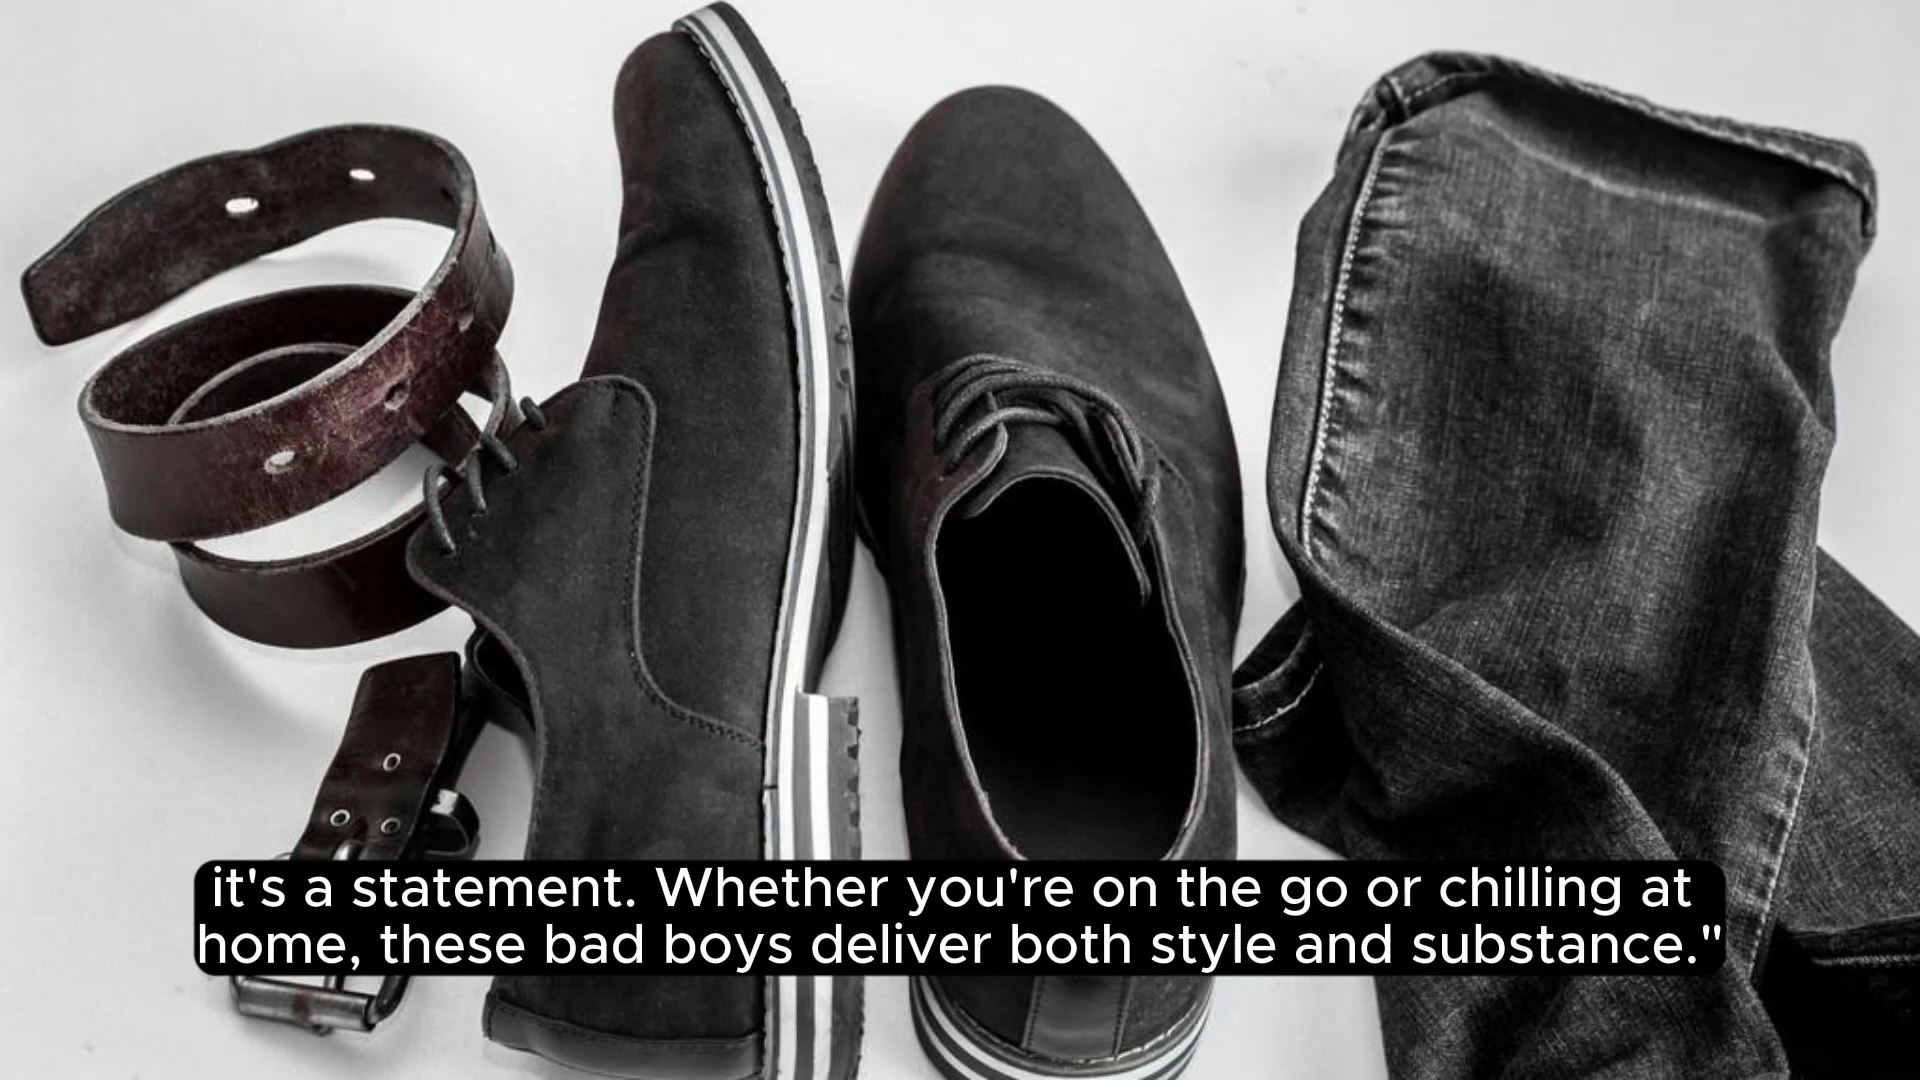 it's a statement. Whether you're on the go or chilling at
home, these bad boys deliver both style and substance."